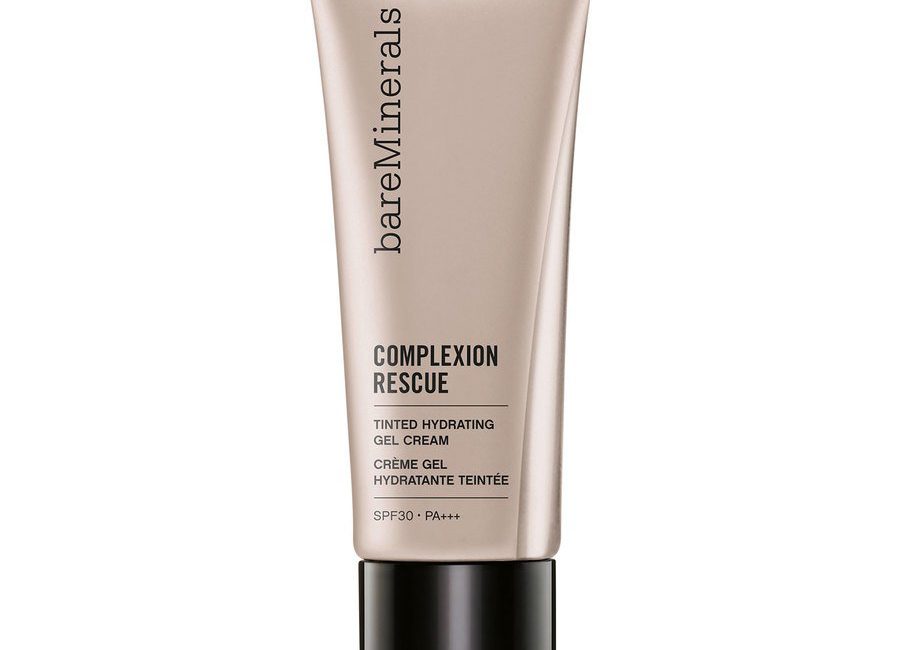 bareMinerals
COMPLEXION
RESCUE
TINTED HYDRATING
GEL CREAM
CRÈME GEL
HYDRATANTE TEINTÉE
SPF30 • PA+++